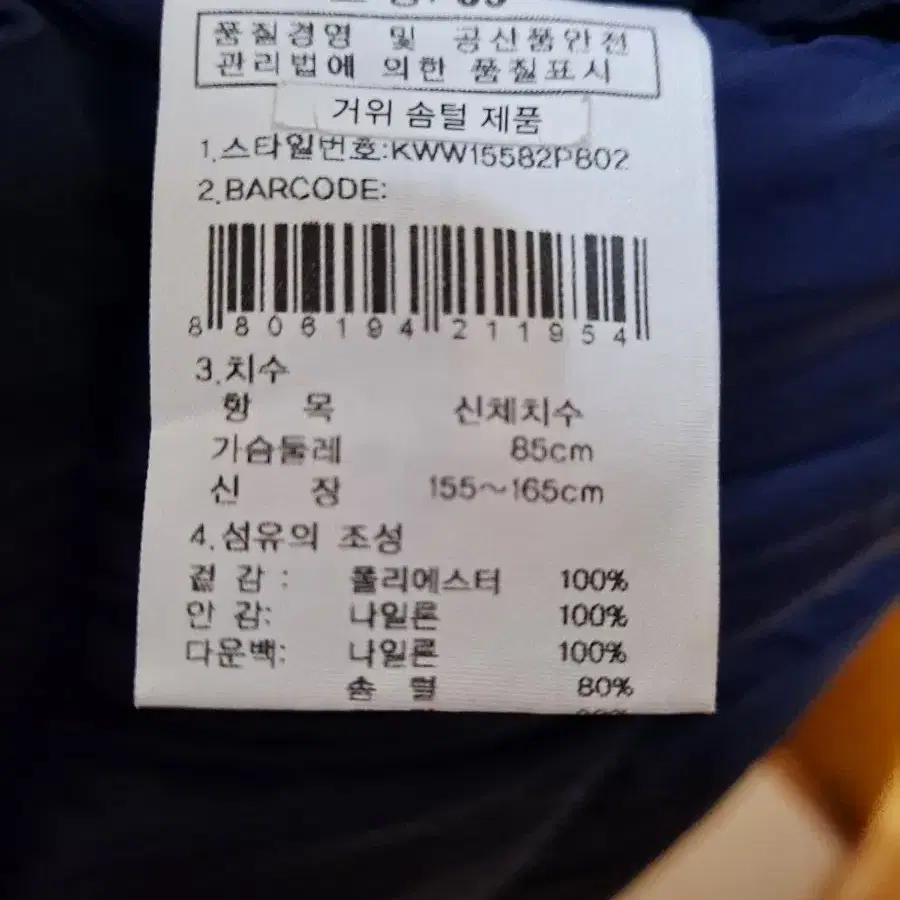 품질경영 및 공산품안전
관리법에 의한 품질표시
거위 솜털 제품
1.스타일번호:KWW15582P802
2.BARCODE:
8 806194 211954
3.치수
항 목 신체치수
가슴둘레 85cm
신 장 155~165cm
4.섬유의 조성
겉 감 : 폴리에스터 100%
안 감: 나일론 100%
다운백: 나일론 100%
솜 털 80%